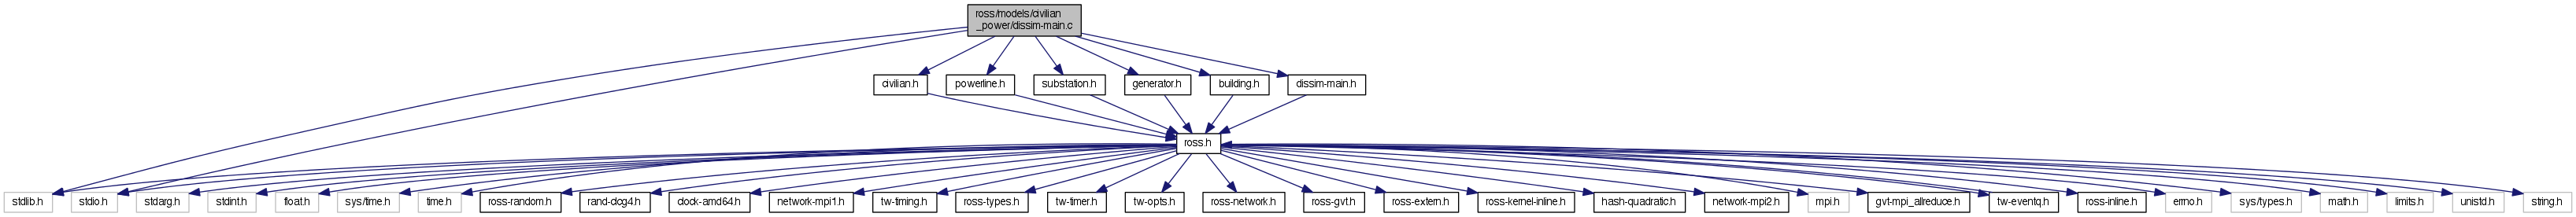 ross/models/civilian
_power/dissim-main.c
civilian.h
powerline.h
substation.h
generator.h
building.h
dissim-main.h
ross.h
stdlib.h
stdio.h
stdarg.h
stdint.h
float.h
sys/time.h
time.h
ross-random.h
rand-clcg4.h
clock-amd64.h
network-mpi1.h
tw-timing.h
ross-types.h
tw-timer.h
tw-opts.h
ross-network.h
ross-gvt.h
ross-extern.h
ross-kernel-inline.h
hash-quadratic.h
network-mpi2.h
mpi.h
gvt-mpi_allreduce.h
tw-eventq.h
ross-inline.h
errno.h
sys/types.h
math.h
limits.h
unistd.h
string.h